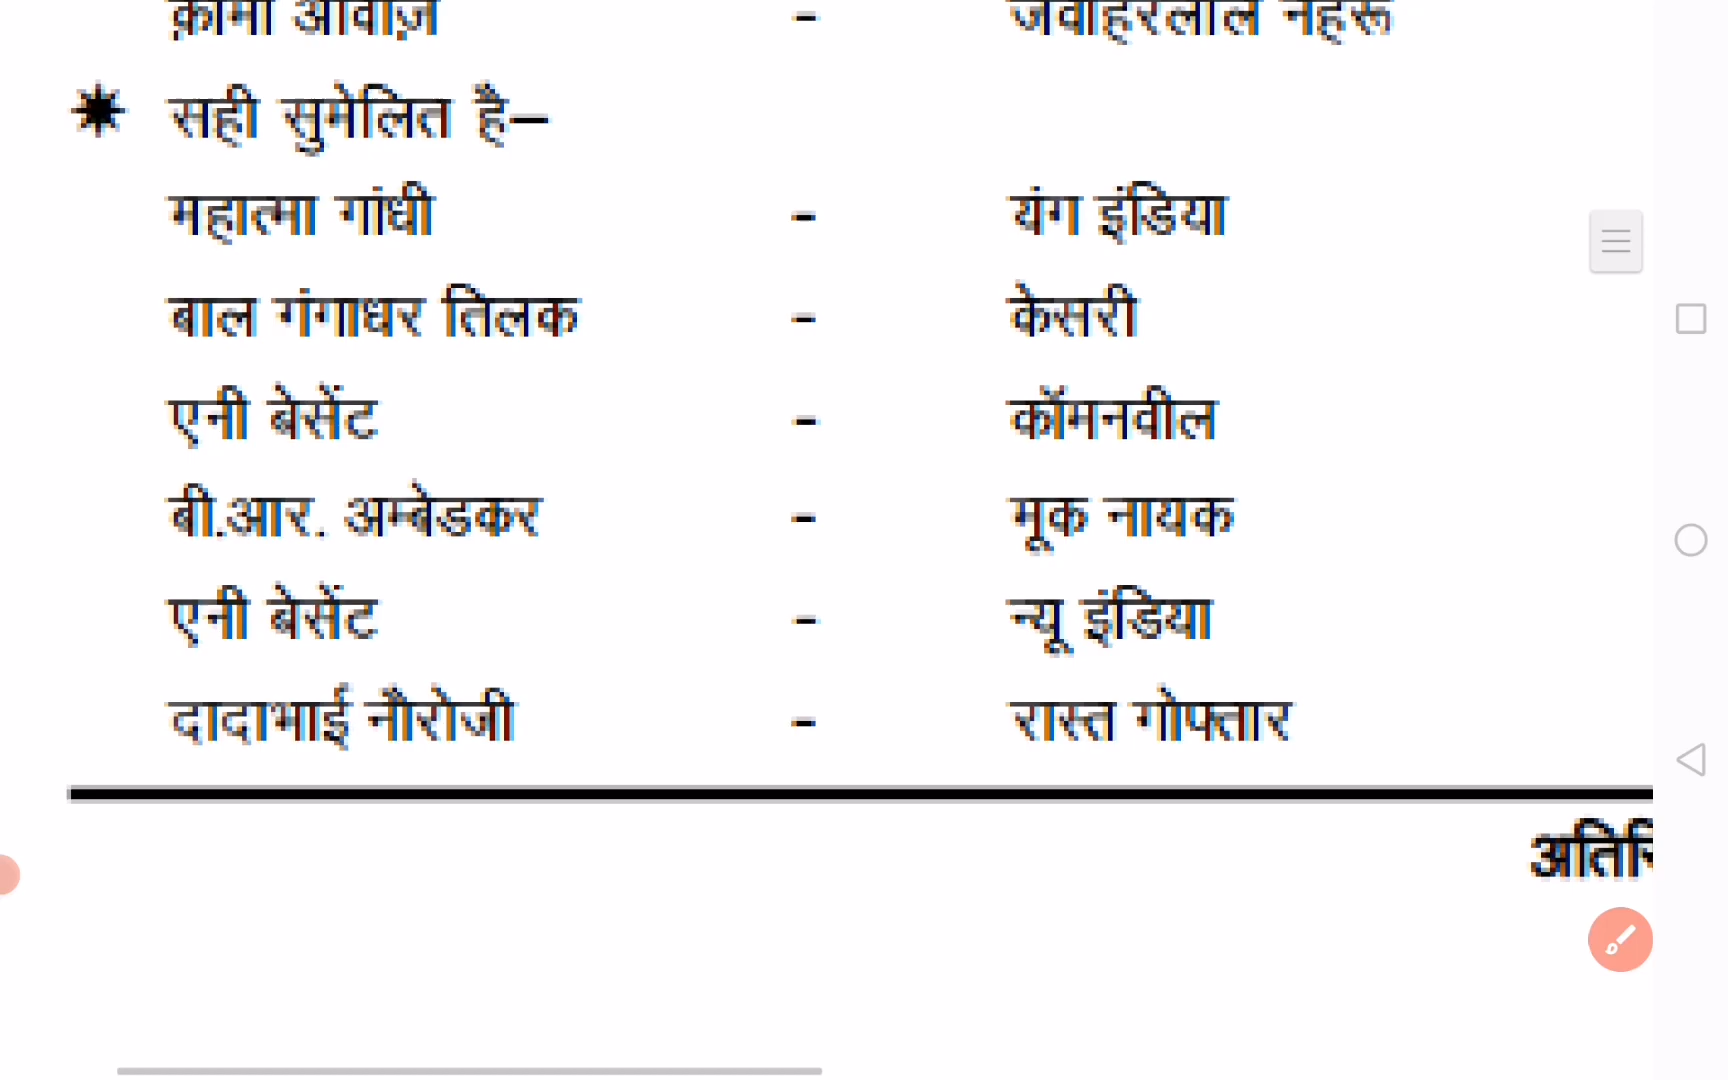 क़ौमी आवाज़ - जवाहरलाल नेहरू
✷ सही सुमेलित है–
महात्मा गांधी - यंग इंडिया
बाल गंगाधर तिलक - केसरी
एनी बेसेंट - कॉमनवील
बी.आर. अम्बेडकर - मूक नायक
एनी बेसेंट - न्यू इंडिया
दादाभाई नौरोजी - रास्त गोफ्तार